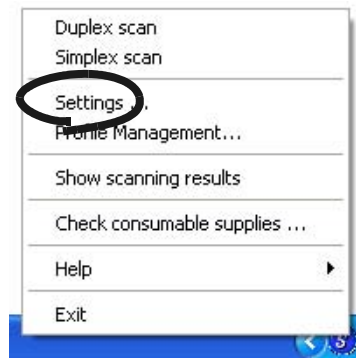 Duplex scan
Simplex scan
Settings ...
Profile Management...
Show scanning results
Check consumable supplies ...
Help
Exit
S